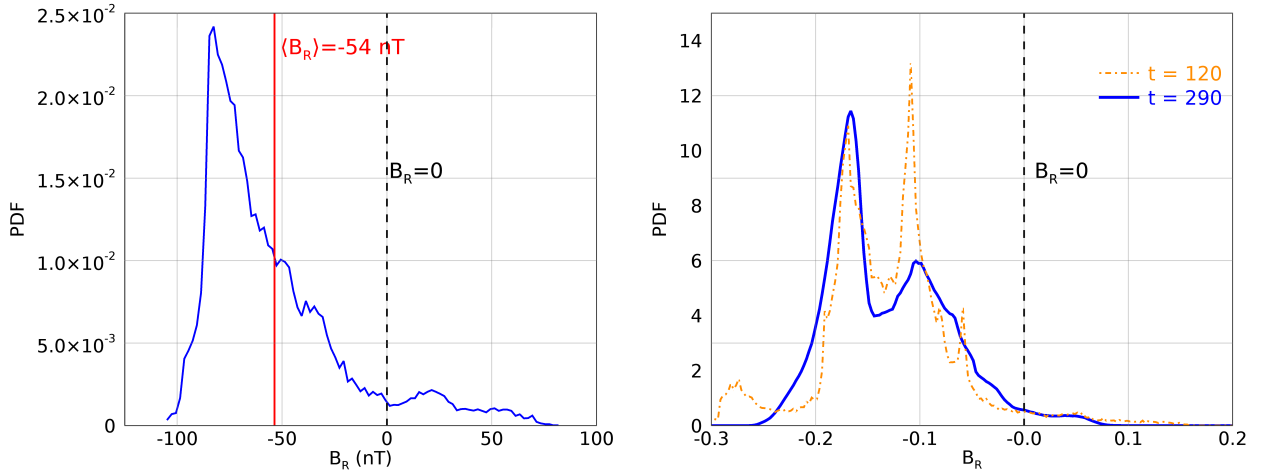 2.5×10⁻²
2.0×10⁻²
1.5×10⁻²
1.0×10⁻²
5.0×10⁻³
0
PDF
⟨B_R⟩=-54 nT
B_R=0
-100
-50
0
50
100
B_R (nT)
14
12
10
8
6
4
2
0
PDF
t = 120
t = 290
B_R=0
-0.3
-0.2
-0.1
-0.0
0.1
0.2
B_R